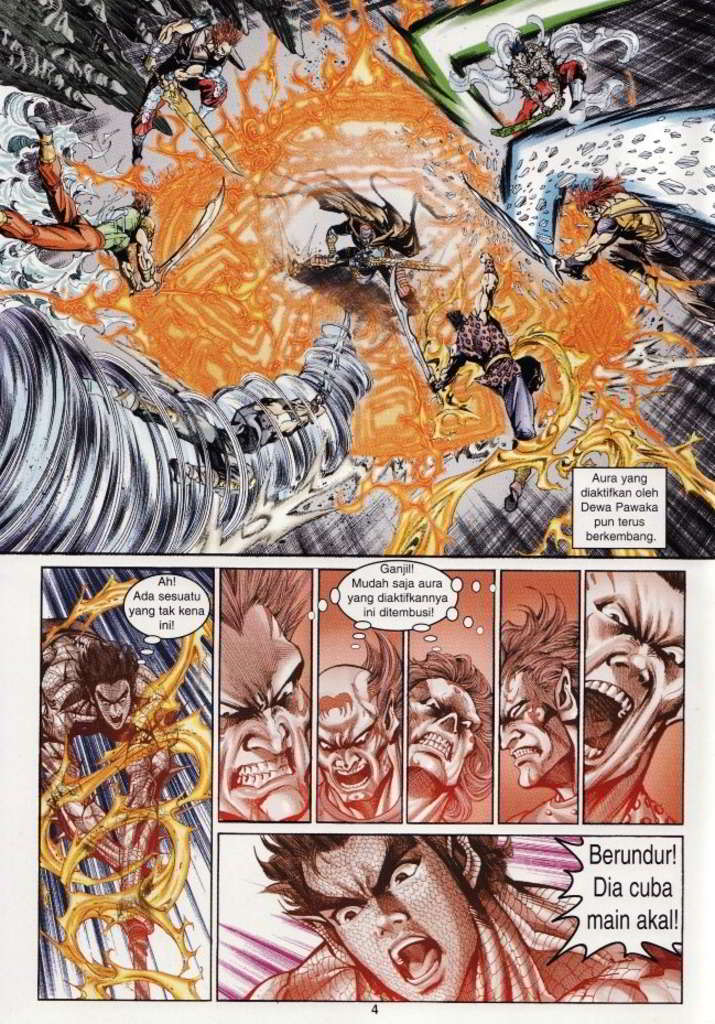 Aura yang
diaktifkan oleh
Dewa Pawaka
pun terus
berkembang.
Ah!
Ada sesuatu
yang tak kena
ini!
Ganjil!
Mudah saja aura
yang diaktifkannya
ini ditembusi!
Berundur!
Dia cuba
main akal!
4